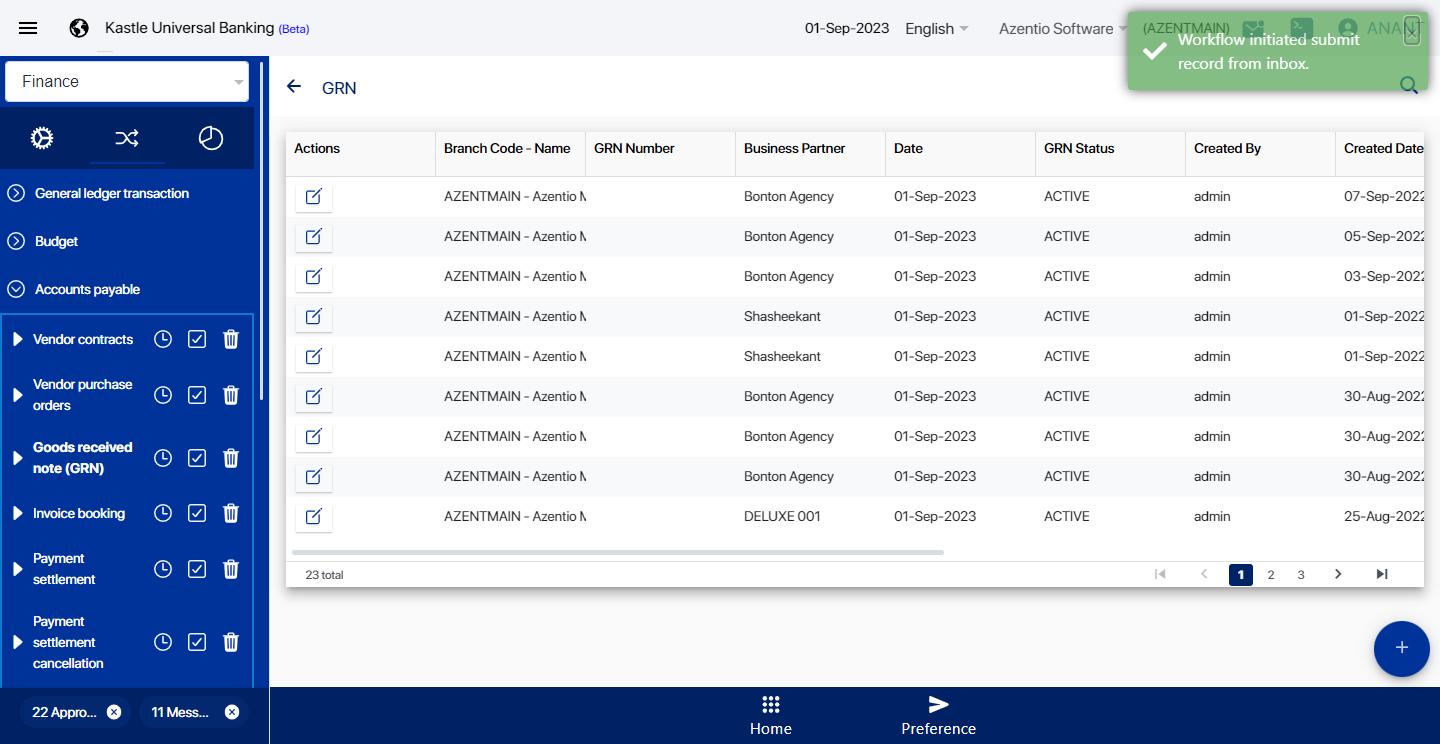 Kastle Universal Banking (Beta)
01-Sep-2023 English Azentio Software (AZENTMAIN) ANANT
Workflow initiated submit
record from inbox.
Finance
GRN
General ledger transaction
Budget
Accounts payable
Vendor contracts
Vendor purchase
orders
Goods received
note (GRN)
Invoice booking
Payment
settlement
Payment
settlement
cancellation
22 Appro...
11 Mess...
Actions Branch Code - Name GRN Number Business Partner Date GRN Status Created By Created Date
AZENTMAIN - Azentio M Bonton Agency 01-Sep-2023 ACTIVE admin 07-Sep-2022
AZENTMAIN - Azentio M Bonton Agency 01-Sep-2023 ACTIVE admin 05-Sep-2022
AZENTMAIN - Azentio M Bonton Agency 01-Sep-2023 ACTIVE admin 03-Sep-2022
AZENTMAIN - Azentio M Shasheekant 01-Sep-2023 ACTIVE admin 01-Sep-2022
AZENTMAIN - Azentio M Shasheekant 01-Sep-2023 ACTIVE admin 01-Sep-2022
AZENTMAIN - Azentio M Bonton Agency 01-Sep-2023 ACTIVE admin 30-Aug-2022
AZENTMAIN - Azentio M Bonton Agency 01-Sep-2023 ACTIVE admin 30-Aug-2022
AZENTMAIN - Azentio M Bonton Agency 01-Sep-2023 ACTIVE admin 30-Aug-2022
AZENTMAIN - Azentio M DELUXE 001 01-Sep-2023 ACTIVE admin 25-Aug-2022
23 total 1 2 3
Home
Preference